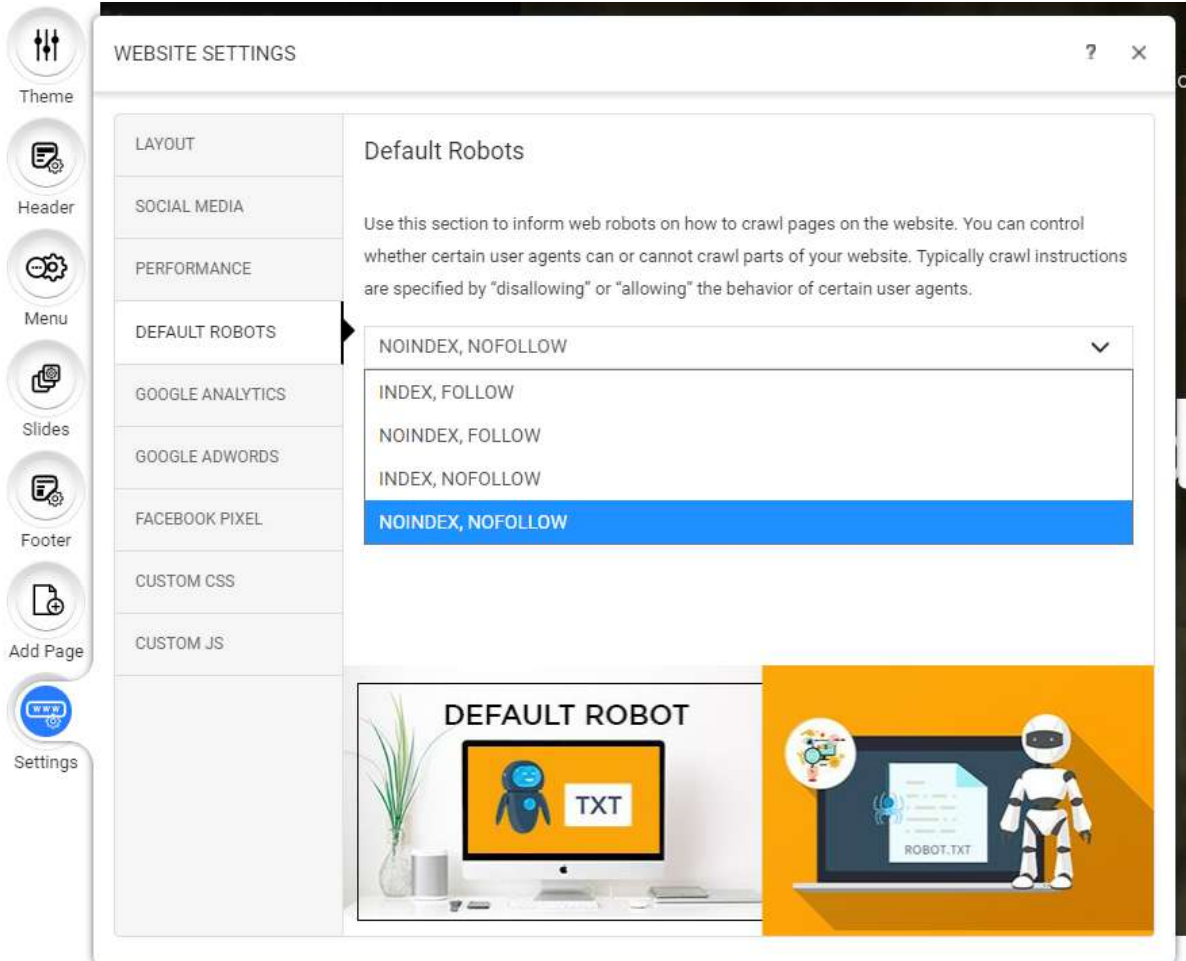 WEBSITE SETTINGS
?
Theme
Header
Menu
Slides
Footer
Add Page
Settings
LAYOUT
SOCIAL MEDIA
PERFORMANCE
DEFAULT ROBOTS
GOOGLE ANALYTICS
GOOGLE ADWORDS
FACEBOOK PIXEL
CUSTOM CSS
CUSTOM JS
Default Robots
Use this section to inform web robots on how to crawl pages on the website. You can control
whether certain user agents can or cannot crawl parts of your website. Typically crawl instructions
are specified by “disallowing” or “allowing” the behavior of certain user agents.
NOINDEX, NOFOLLOW
INDEX, FOLLOW
NOINDEX, FOLLOW
INDEX, NOFOLLOW
NOINDEX, NOFOLLOW
DEFAULT ROBOT
TXT
ROBOT.TXT
WWW